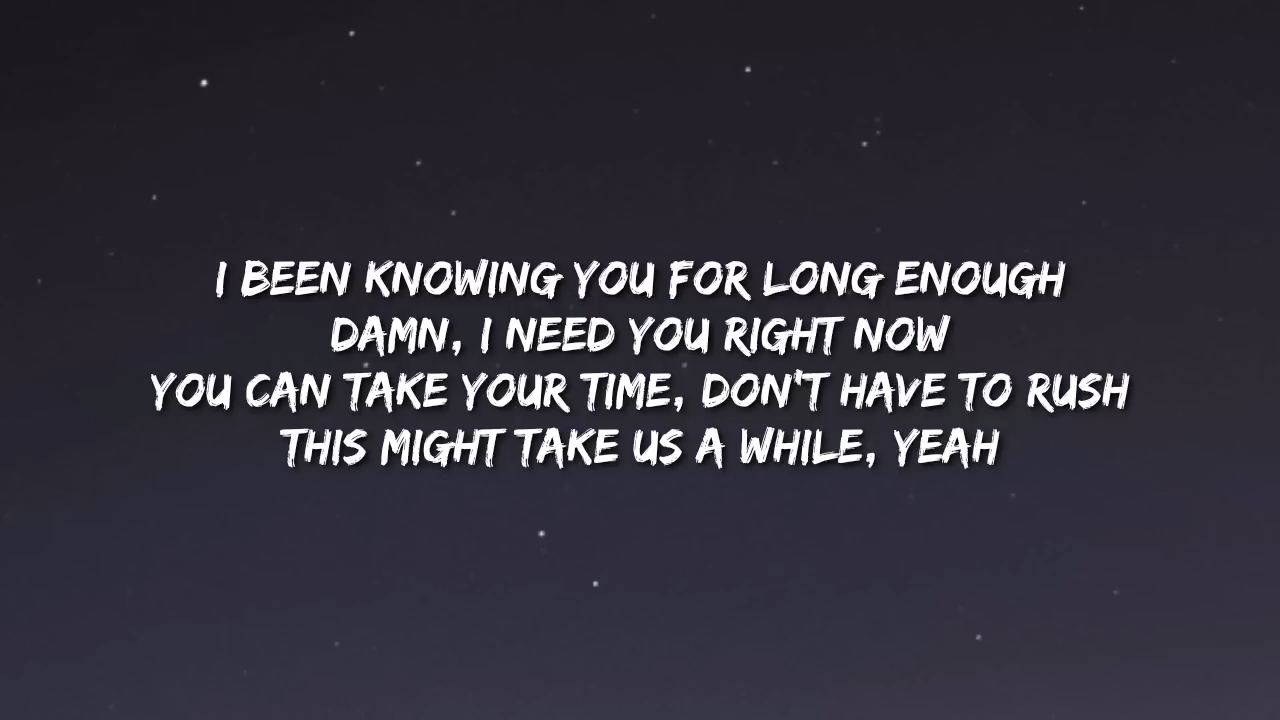 I BEEN KNOWING YOU FOR LONG ENOUGH
DAMN, I NEED YOU RIGHT NOW
YOU CAN TAKE YOUR TIME, DON'T HAVE TO RUSH
THIS MIGHT TAKE US A WHILE, YEAH